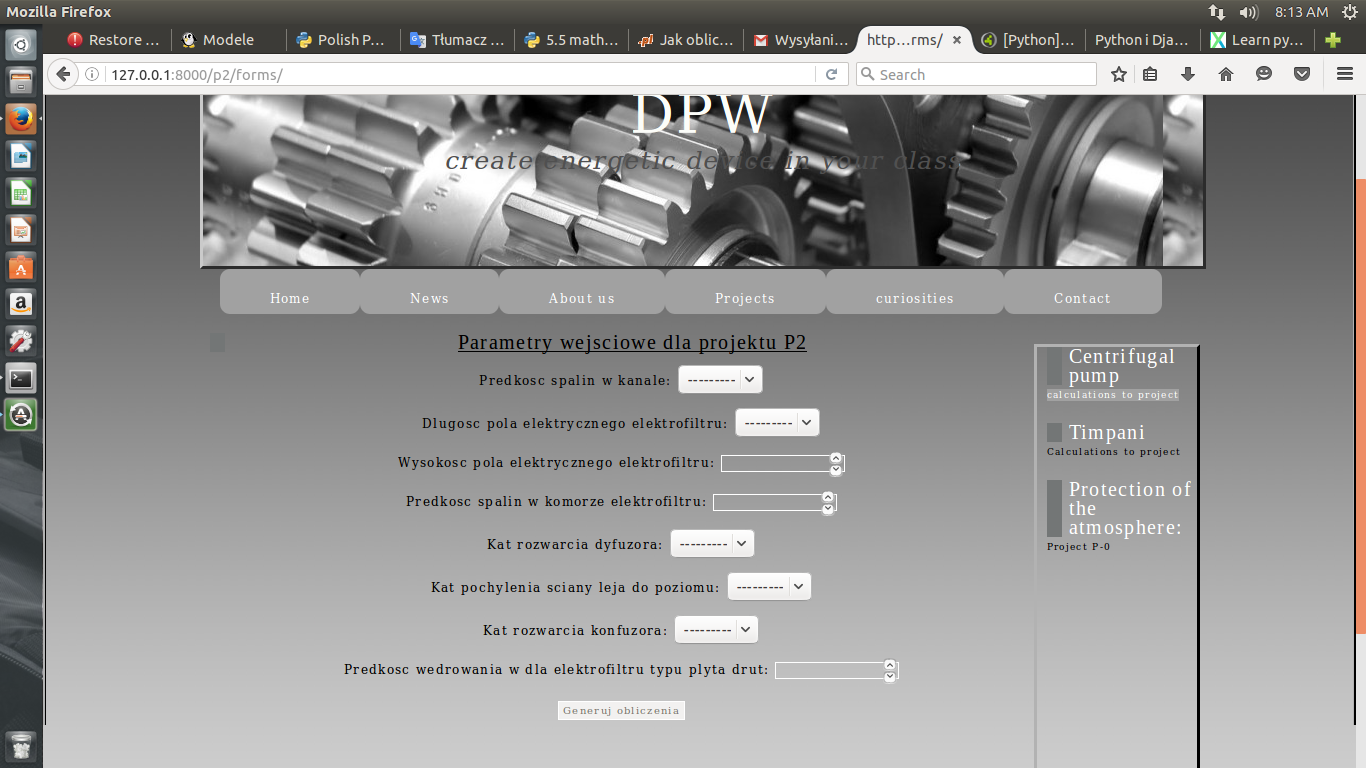 Mozilla Firefox
8:13 AM
Restore ...
Modele
Polish P...
Tłumacz ...
5.5 math...
Jak oblic...
Wysyłani...
http...rms/
[Python]...
Python i Dja...
Learn py...
127.0.0.1:8000/p2/forms/
Search
DPW
create energetic device in your class
Home
News
About us
Projects
curiosities
Contact
Parametry wejsciowe dla projektu P2
Predkosc spalin w kanale: ---------
Dlugosc pola elektrycznego elektrofiltru: ---------
Wysokosc pola elektrycznego elektrofiltru:
Predkosc spalin w komorze elektrofiltru:
Kat rozwarcia dyfuzora: ---------
Kat pochylenia sciany leja do poziomu: ---------
Kat rozwarcia konfuzora: ---------
Predkosc wedrowania w dla elektrofiltru typu plyta drut:
Generuj obliczenia
Centrifugal
pump
calculations to project
Timpani
Calculations to project
Protection of
the
atmosphere:
Project P-0